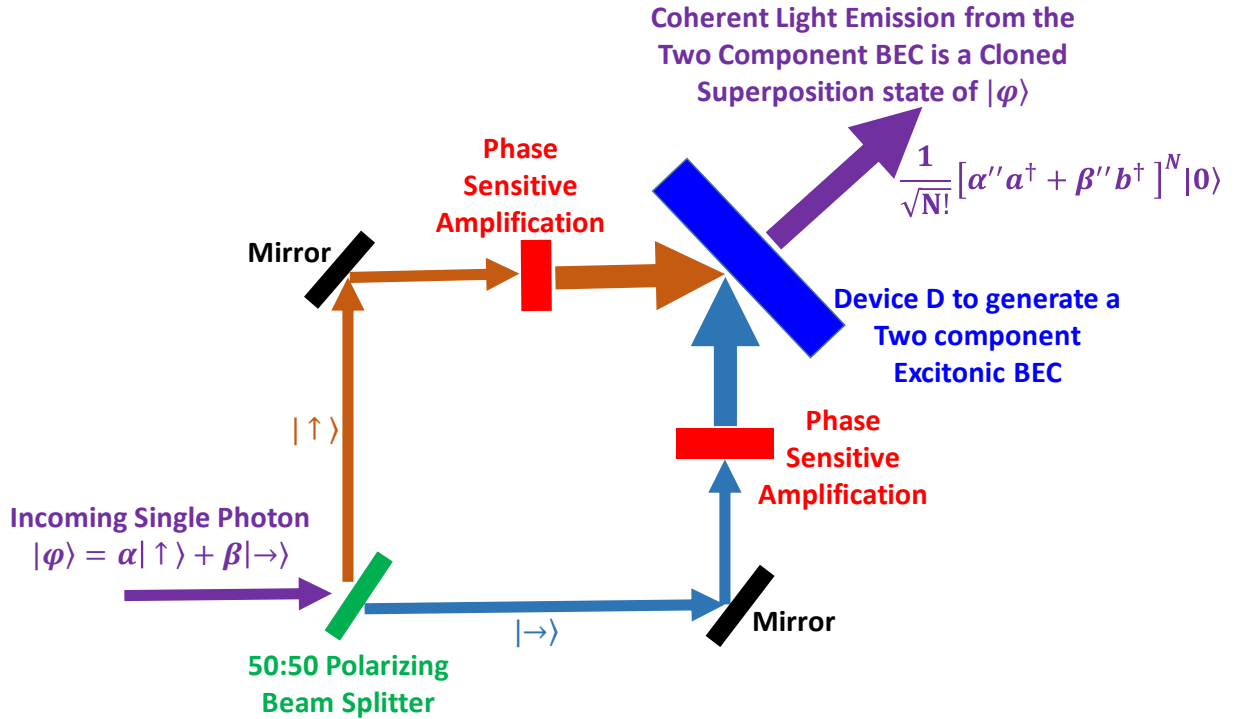 Coherent Light Emission from the
Two Component BEC is a Cloned
Superposition state of |φ⟩
1/√N! [α''a† + β''b†]^N |0⟩
Phase
Sensitive
Amplification
Mirror
Device D to generate a
Two component
Excitonic BEC
|↑⟩
Phase
Sensitive
Amplification
Incoming Single Photon
|φ⟩ = α|↑⟩ + β|→⟩
|→⟩
Mirror
50:50 Polarizing
Beam Splitter